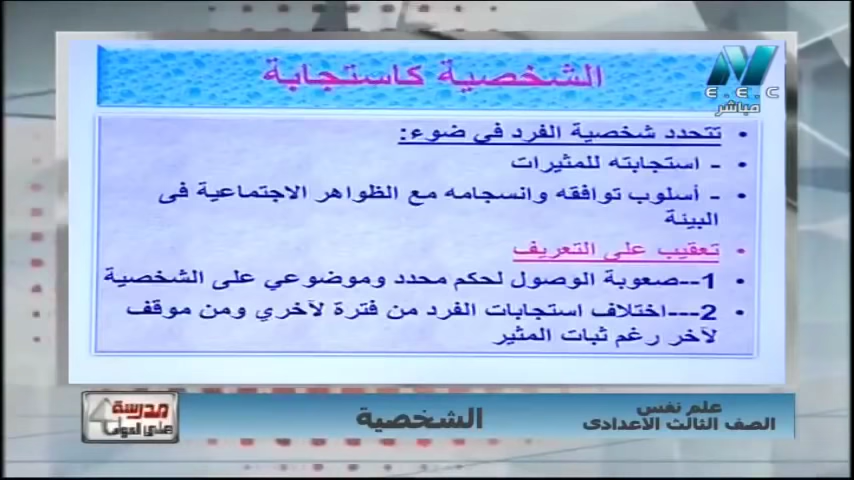 الشخصية كاستجابة
E.E.C
مباشر
• تتحدد شخصية الفرد في ضوء:
• - استجابته للمثيرات
• - أسلوب توافقه وانسجامه مع الظواهر الاجتماعية فى
البيئة
• تعقيب على التعريف
• 1--صعوبة الوصول لحكم محدد وموضوعي على الشخصية
• 2---اختلاف استجابات الفرد من فترة لآخري ومن موقف
لآخر رغم ثبات المثير
علم نفس
الصف الثالث الاعدادى
الشخصية
مدرسة
على الهواء